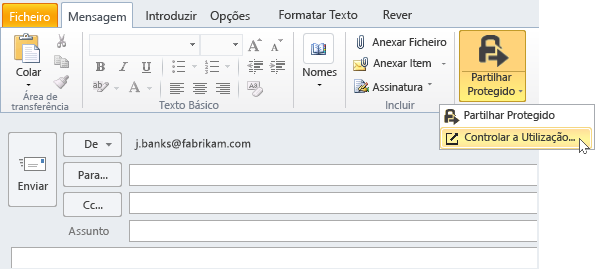 Ficheiro Mensagem Introduzir Opções Formatar Texto Rever
Colar
Área de
transferência
A A
A
Texto Básico
Nomes
Anexar Ficheiro
Anexar Item
Assinatura
Incluir
Partilhar
Protegido
Partilhar Protegido
Controlar a Utilização...
Enviar
De
j.banks@fabrikam.com
Para...
Cc...
Assunto